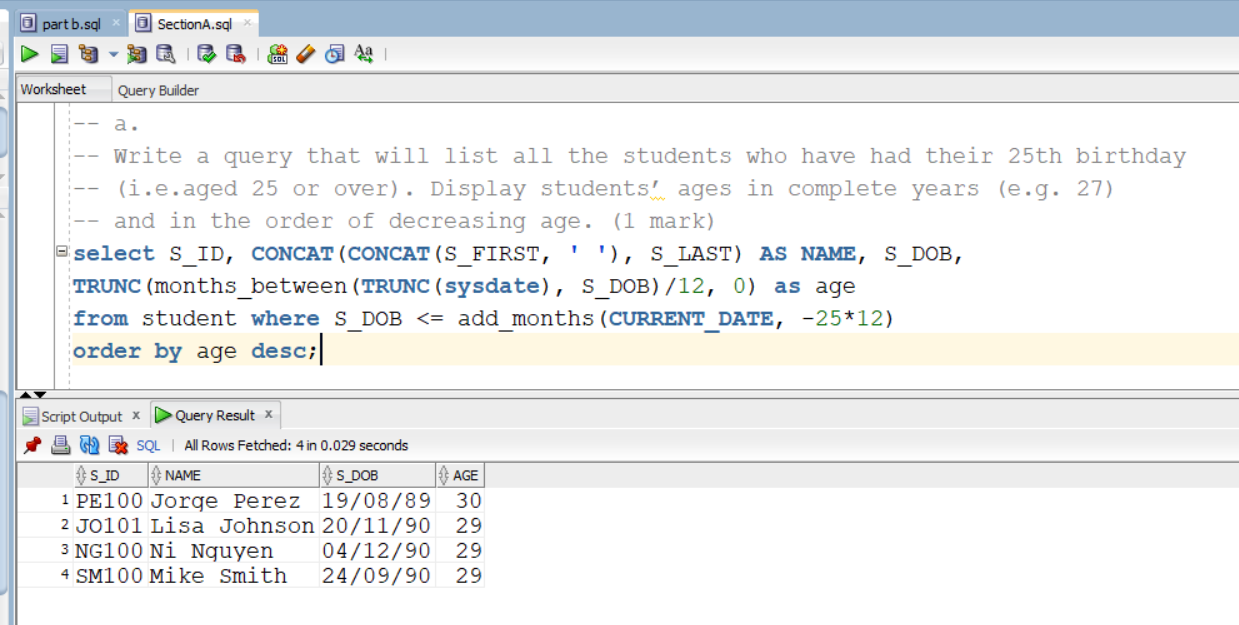 part b.sql × SectionA.sql ×
Worksheet Query Builder
-- a.
-- Write a query that will list all the students who have had their 25th birthday
-- (i.e.aged 25 or over). Display students’ ages in complete years (e.g. 27)
-- and in the order of decreasing age. (1 mark)
select S_ID, CONCAT(CONCAT(S_FIRST, ' '), S_LAST) AS NAME, S_DOB,
TRUNC(months_between(TRUNC(sysdate), S_DOB)/12, 0) as age
from student where S_DOB <= add_months(CURRENT_DATE, -25*12)
order by age desc;
Script Output x Query Result x
SQL | All Rows Fetched: 4 in 0.029 seconds
S_ID NAME S_DOB AGE
1 PE100 Jorge Perez 19/08/89 30
2 JO101 Lisa Johnson 20/11/90 29
3 NG100 Ni Nguyen 04/12/90 29
4 SM100 Mike Smith 24/09/90 29